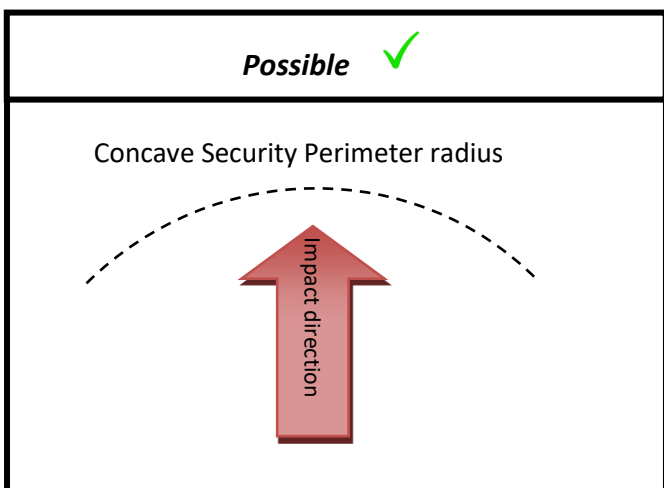 Possible ✓
Concave Security Perimeter radius
Impact direction